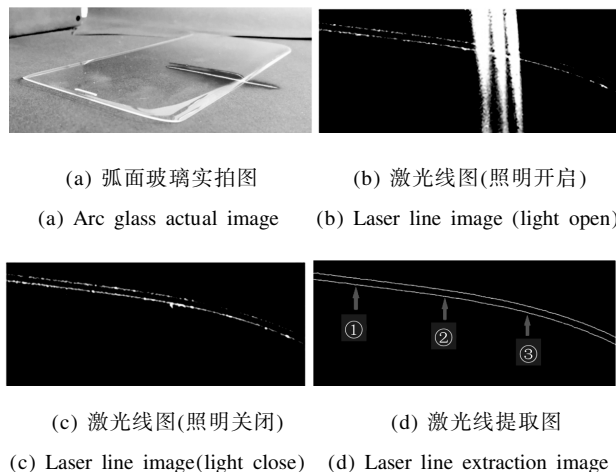 (a) 弧面玻璃实拍图
(a) Arc glass actual image
(b) 激光线图(照明开启)
(b) Laser line image (light open)
① ② ③
(c) 激光线图(照明关闭)
(c) Laser line image(light close)
(d) 激光线提取图
(d) Laser line extraction image